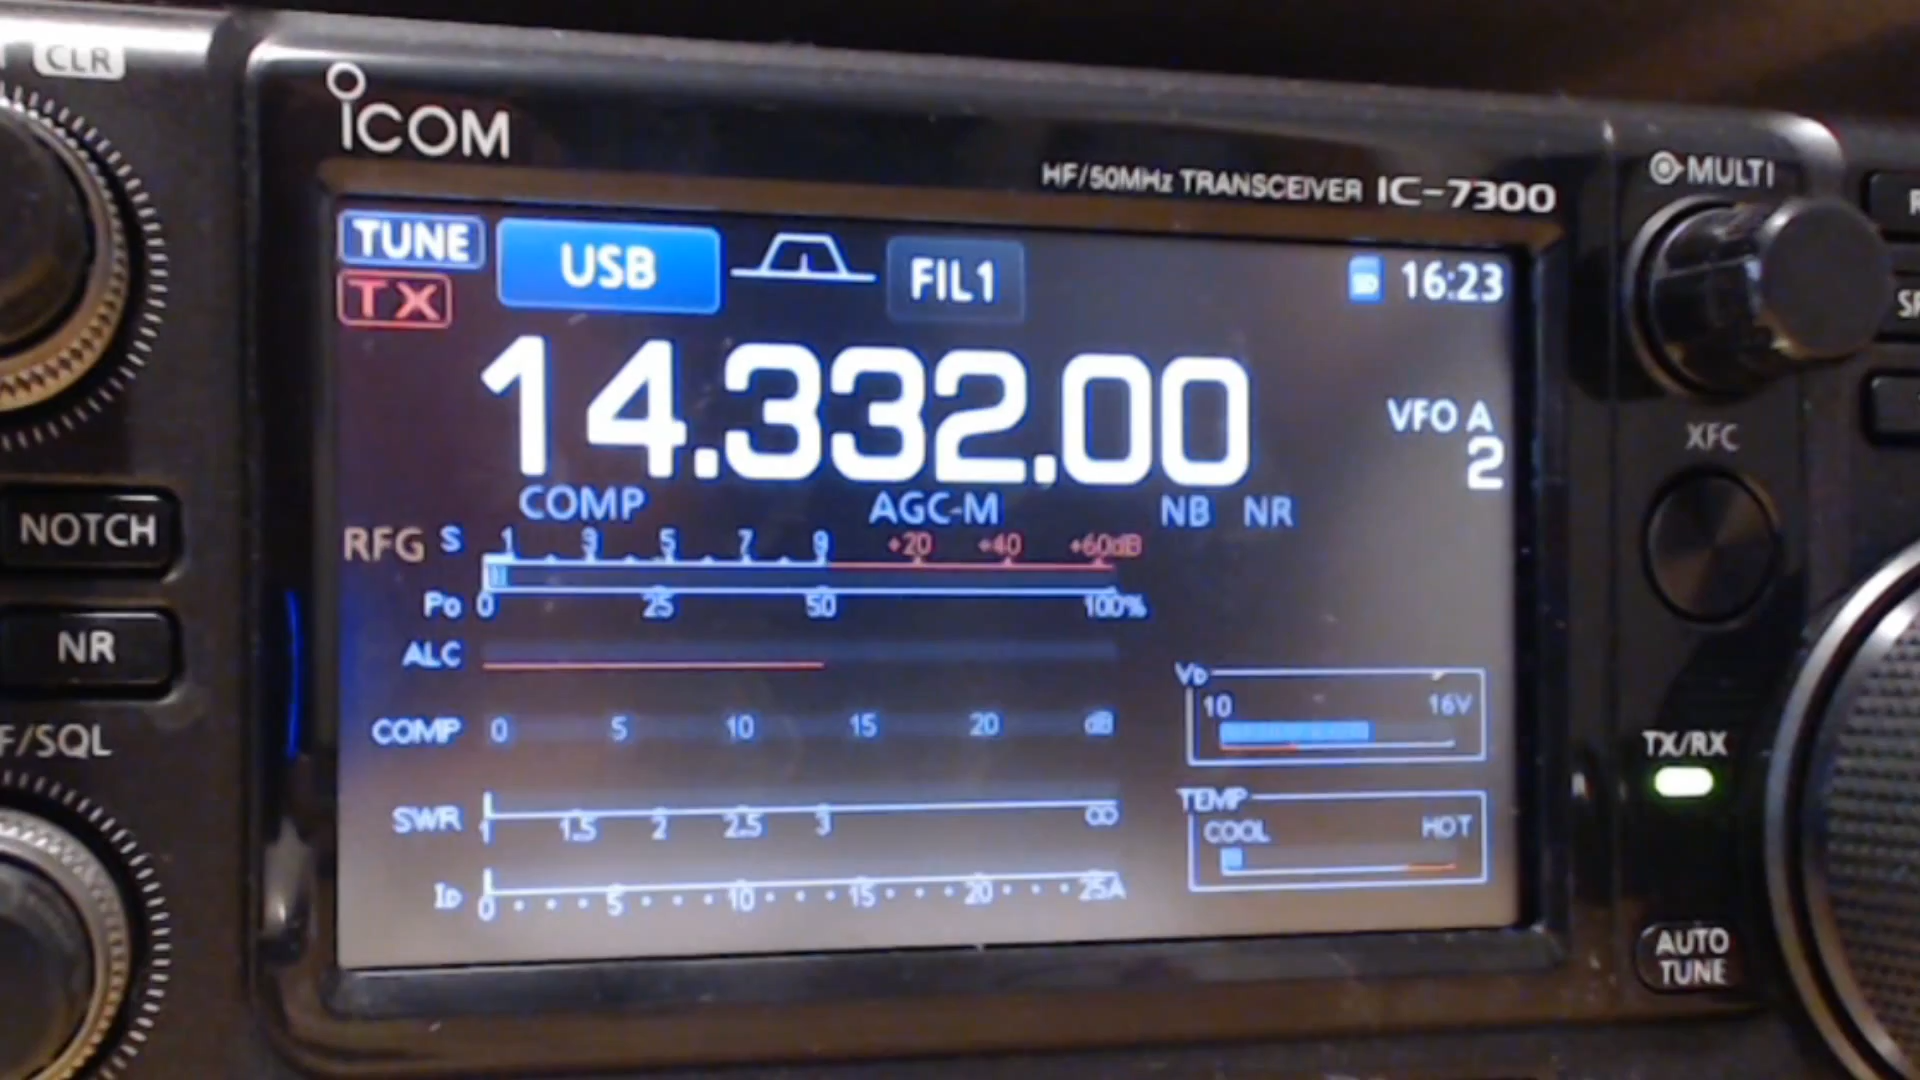 CLR
ICOM
HF/50MHz TRANSCEIVER IC-7300
MULTI
TUNE USB FIL1 16:23
TX
14.332.00
VFO A
2
XFC
COMP AGC-M NB NR
NOTCH
RFG S 1 3 5 7 9 +20 +40 +60dB
Po 0 25 50 100%
NR
ALC
VD
10 16V
F/SQL
COMP 0 5 10 15 20 dB
TX/RX
TEMP
COOL HOT
SWR 1 1.5 2 2.5 3 ∞
ID 0 5 10 15 20 25A
AUTO
TUNE